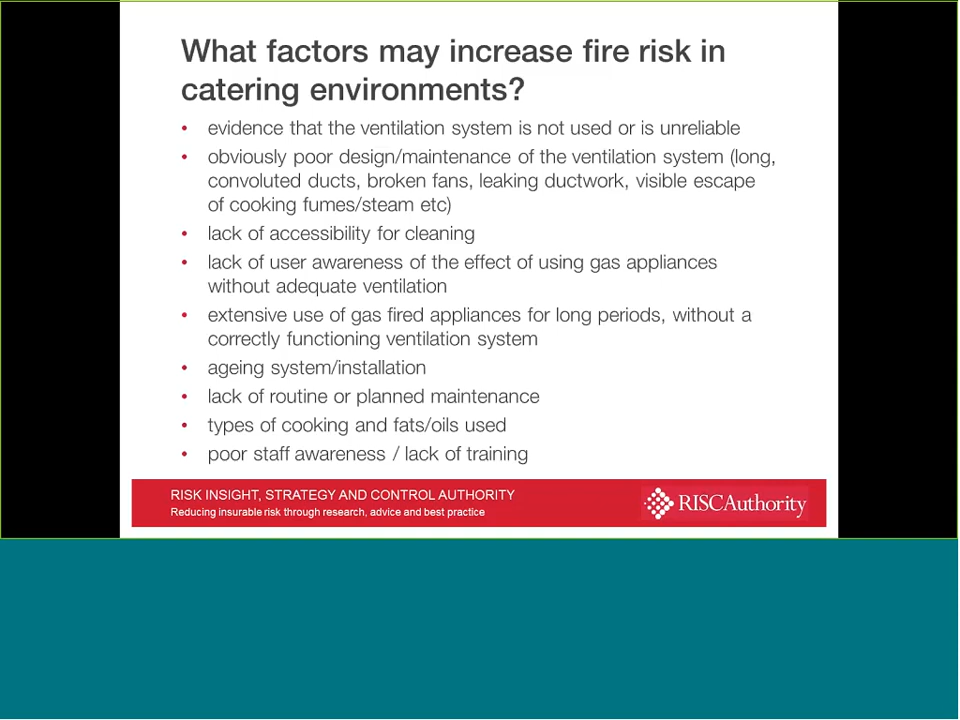 What factors may increase fire risk in
catering environments?
• evidence that the ventilation system is not used or is unreliable
• obviously poor design/maintenance of the ventilation system (long,
convoluted ducts, broken fans, leaking ductwork, visible escape
of cooking fumes/steam etc)
• lack of accessibility for cleaning
• lack of user awareness of the effect of using gas appliances
without adequate ventilation
• extensive use of gas fired appliances for long periods, without a
correctly functioning ventilation system
• ageing system/installation
• lack of routine or planned maintenance
• types of cooking and fats/oils used
• poor staff awareness / lack of training
RISK INSIGHT, STRATEGY AND CONTROL AUTHORITY
Reducing insurable risk through research, advice and best practice
RISCAuthority